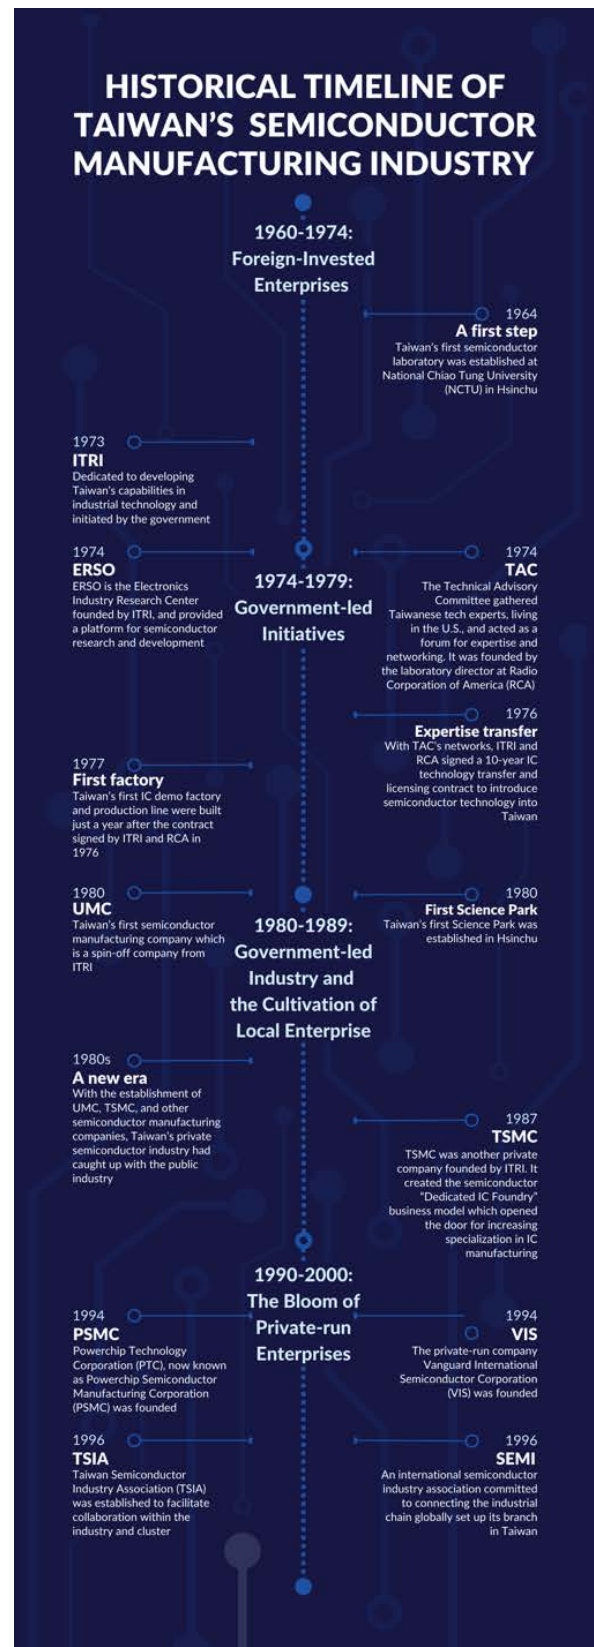 HISTORICAL TIMELINE OF
TAIWAN'S SEMICONDUCTOR
MANUFACTURING INDUSTRY
1960-1974:
Foreign-Invested
Enterprises
1964
A first step
Taiwan's first semiconductor
laboratory was established at
National Chiao Tung University
(NCTU) in Hsinchu
1973
ITRI
Dedicated to developing
Taiwan's capabilities in
industrial technology and
initiated by the government
1974
ERSO
ERSO is the Electronics
Industry Research Center
founded by ITRI, and provided
a platform for semiconductor
research and development
1974-1979:
Government-led
Initiatives
1974
TAC
The Technical Advisory
Committee gathered
Taiwanese tech experts, living
in the U.S., and acted as a
forum for expertise and
networking. It was founded by
the laboratory director at Radio
Corporation of America (RCA)
1976
Expertise transfer
With TAC's networks, ITRI and
RCA signed a 10-year IC
technology transfer and
licensing contract to introduce
semiconductor technology into
Taiwan
1977
First factory
Taiwan's first IC demo factory
and production line were built
just a year after the contract
signed by ITRI and RCA in
1976
1980
UMC
Taiwan's first semiconductor
manufacturing company which
is a spin-off company from
ITRI
1980-1989:
Government-led
Industry and
the Cultivation of
Local Enterprise
1980
First Science Park
Taiwan's first Science Park was
established in Hsinchu
1980s
A new era
With the establishment of
UMC, TSMC, and other
semiconductor manufacturing
companies, Taiwan's private
semiconductor industry had
caught up with the public
industry
1987
TSMC
TSMC was another private
company founded by ITRI. It
created the semiconductor
"Dedicated IC Foundry"
business model which opened
the door for increasing
specialization in IC
manufacturing
1990-2000:
The Bloom of
Private-run
Enterprises
1994
PSMC
Powerchip Technology
Corporation (PTC), now known
as Powerchip Semiconductor
Manufacturing Corporation
(PSMC) was founded
1994
VIS
The private-run company
Vanguard International
Semiconductor Corporation
(VIS) was founded
1996
TSIA
Taiwan Semiconductor
Industry Association (TSIA)
was established to facilitate
collaboration within the
industry and cluster
1996
SEMI
An international semiconductor
industry association committed
to connecting the industrial
chain globally set up its branch
in Taiwan